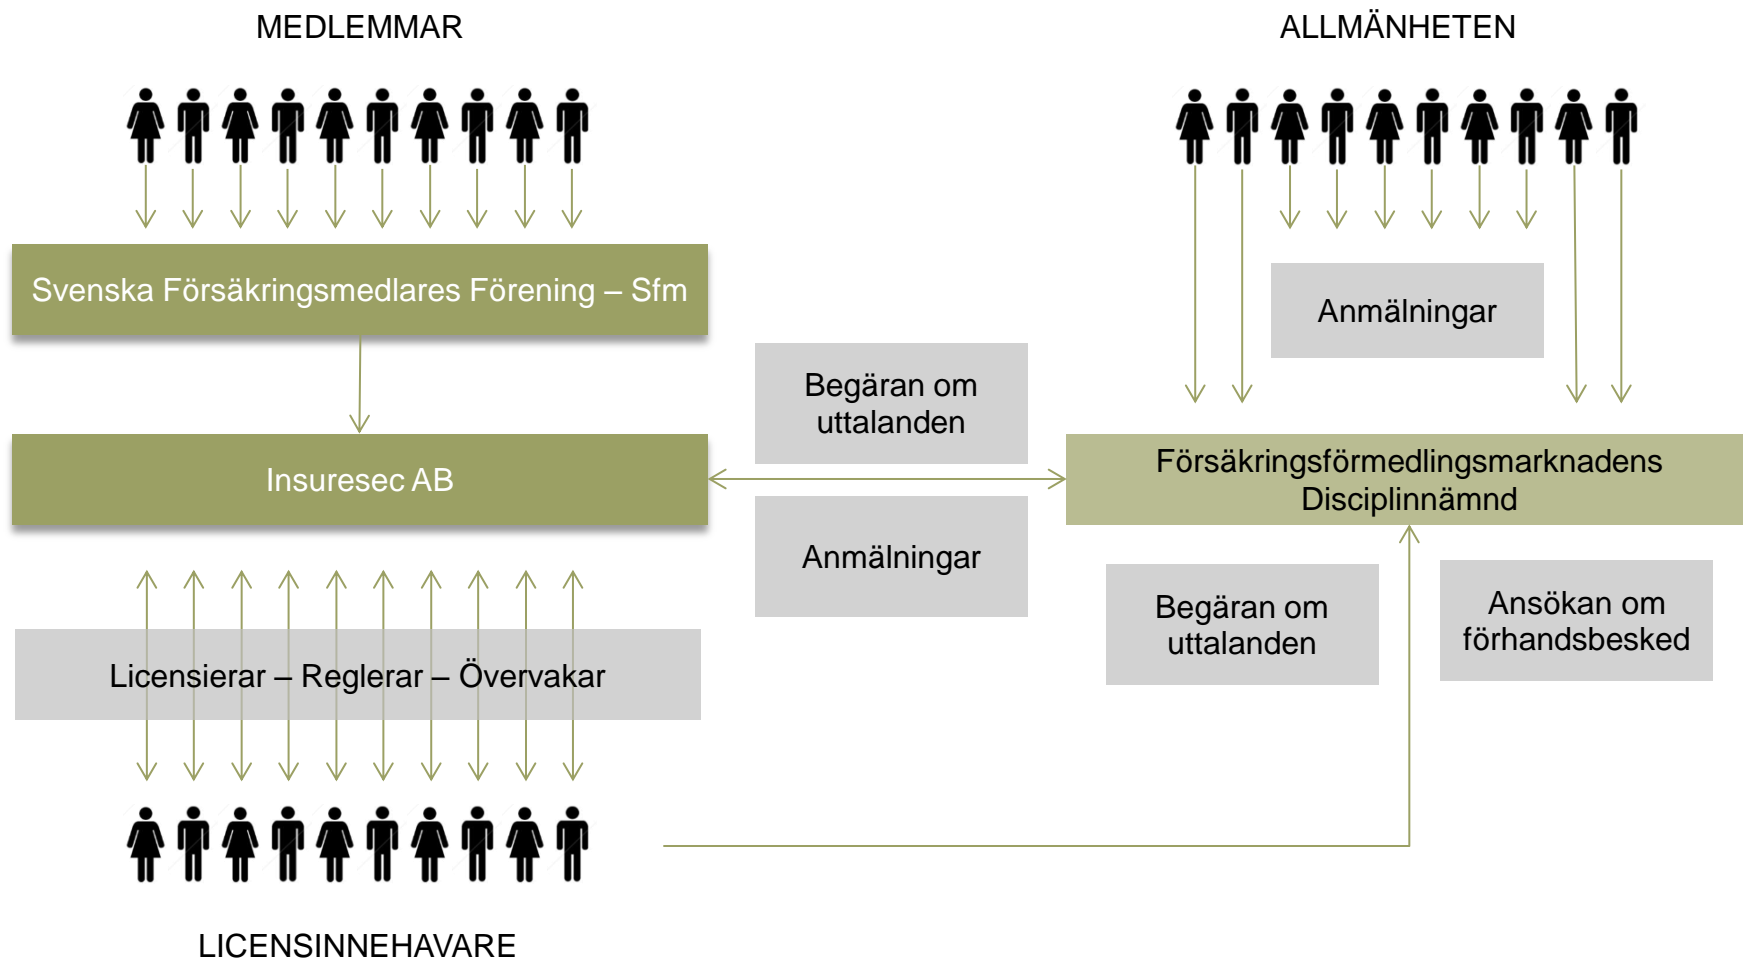 MEDLEMMAR
ALLMÄNHETEN
Svenska Försäkringsmedlares Förening – Sfm
Anmälningar
Begäran om
uttalanden
Insuresec AB
Försäkringsförmedlingsmarknadens
Disciplinnämnd
Anmälningar
Begäran om
uttalanden
Ansökan om
förhandsbesked
Licensierar – Reglerar – Övervakar
LICENSINNEHAVARE